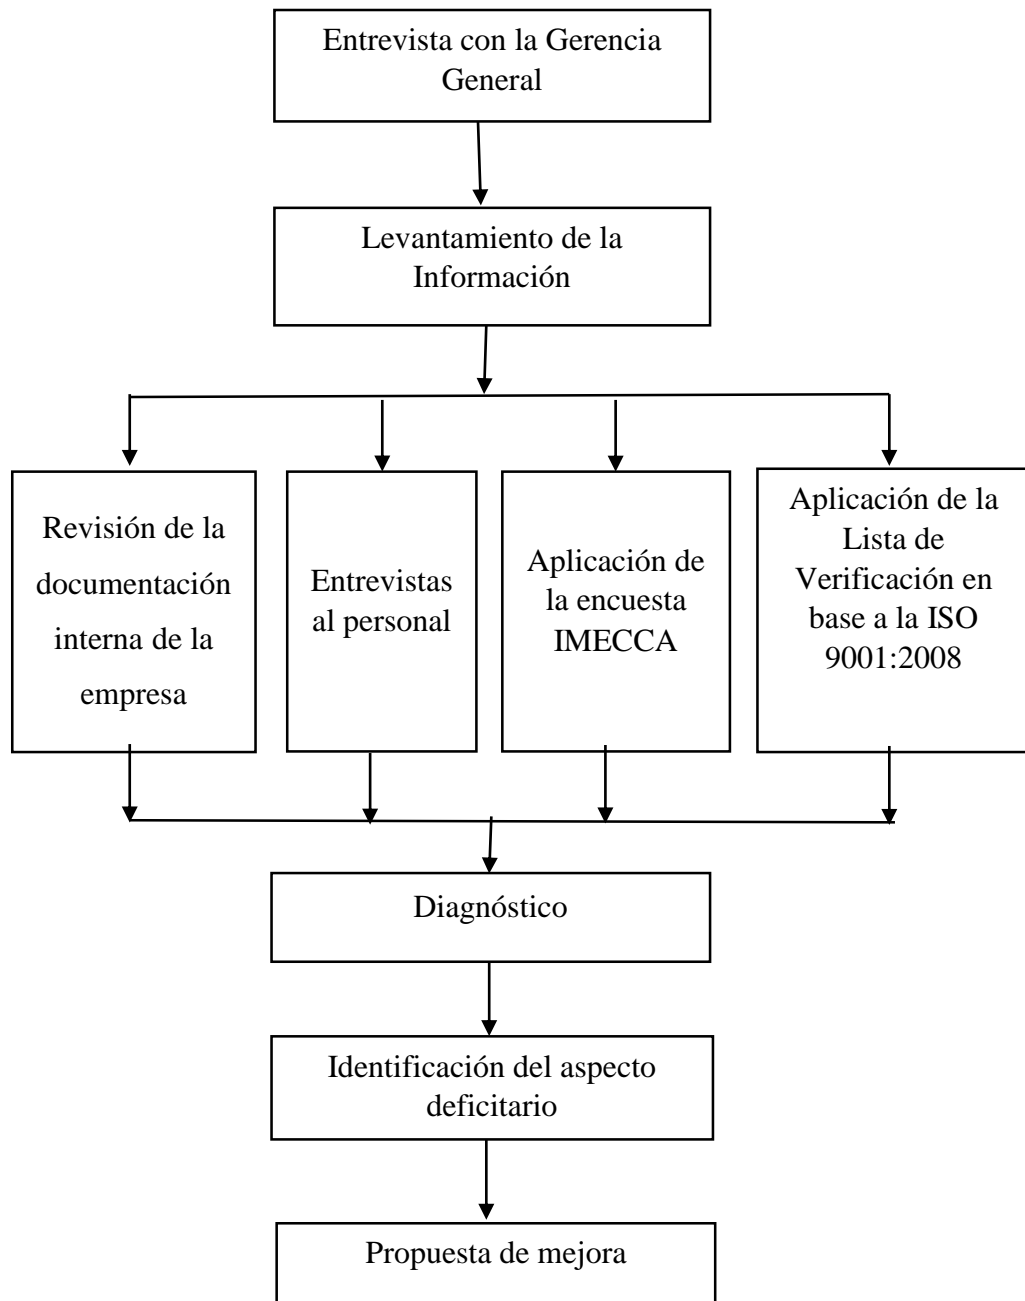 Entrevista con la Gerencia
General
Levantamiento de la
Información
Revisión de la
documentación
interna de la
empresa
Entrevistas
al personal
Aplicación de
la encuesta
IMECCA
Aplicación de la
Lista de
Verificación en
base a la ISO
9001:2008
Diagnóstico
Identificación del aspecto
deficitario
Propuesta de mejora